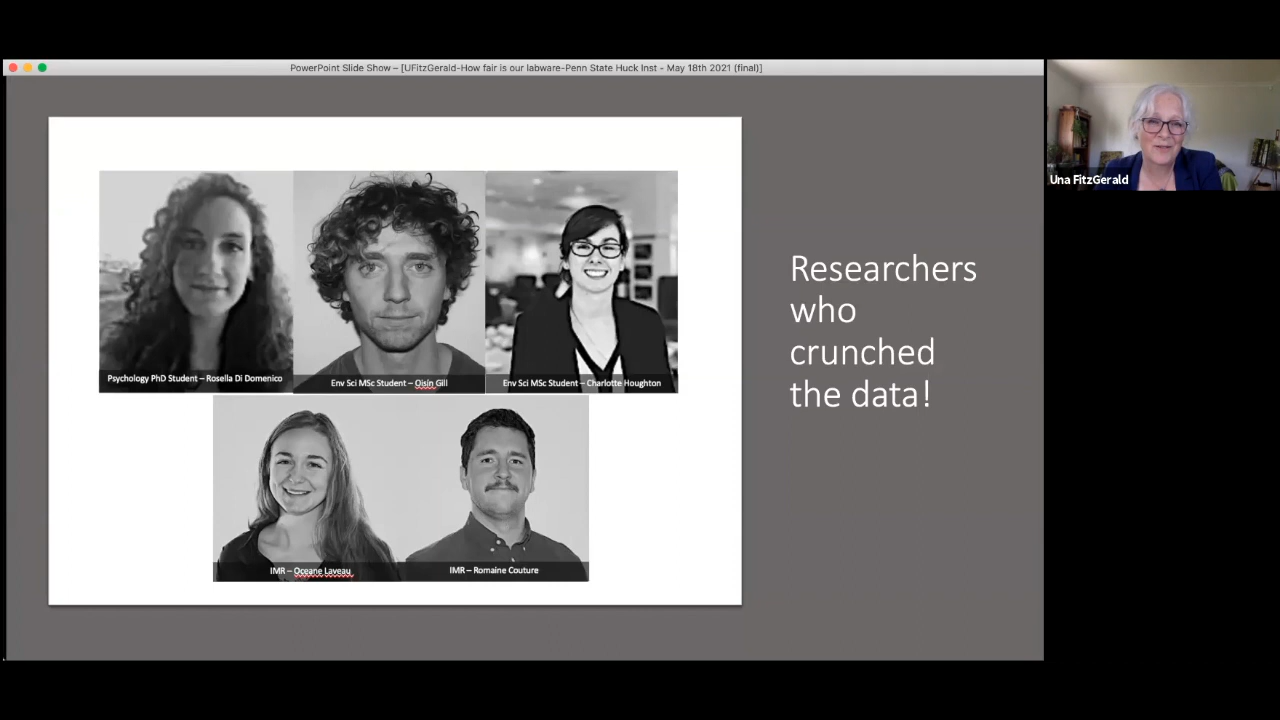 PowerPoint Slide Show – [UFitzGerald-How fair is our labware-Penn State Huck Inst - May 18th 2021 (final)]
Una FitzGerald
Psychology PhD Student – Rosella Di Domenico
Env Sci MSc Student – Oisín Gill
Env Sci MSc Student – Charlotte Houghton
IMR – Oceane Laveau
IMR – Romaine Couture
Researchers
who
crunched
the data!